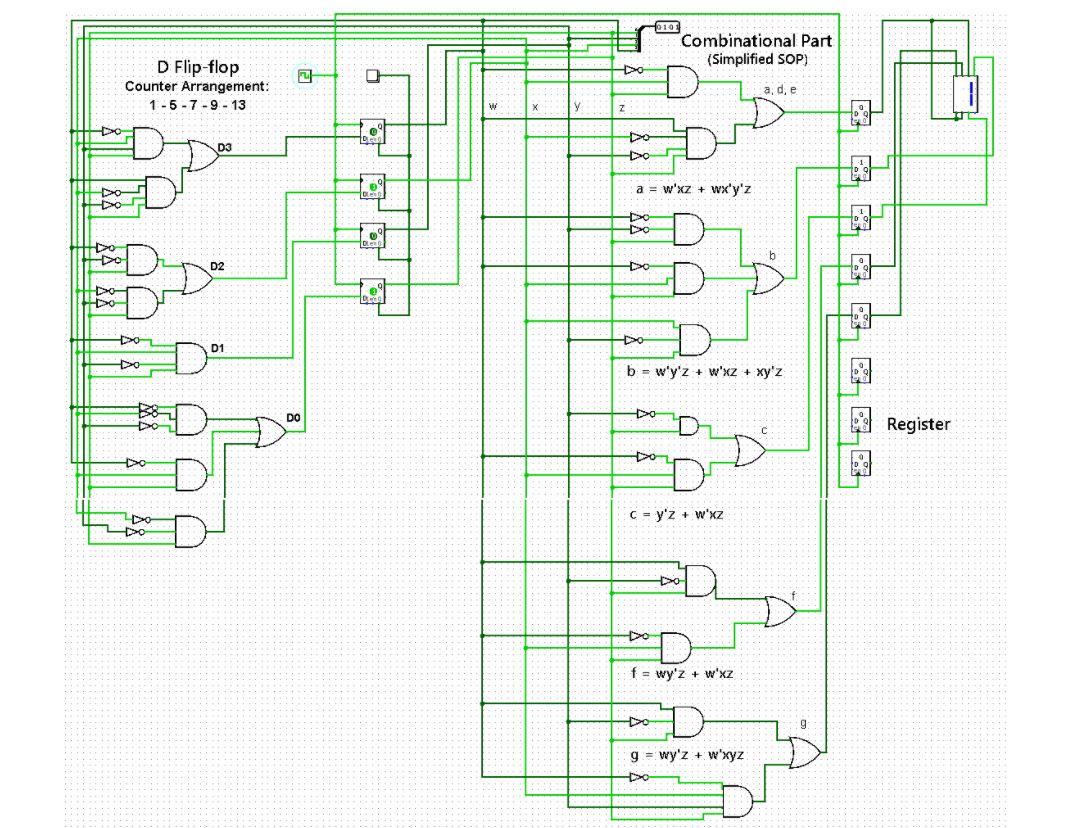 0101
Combinational Part
(Simplified SOP)
D Flip-flop
Counter Arrangement:
1 - 5 - 7 - 9 - 13
a, d, e
w
x
y
z
D3
a = w'xz + wx'y'z
b
D2
D1
b = w'y'z + w'xz + xy'z
D0
c
Register
c = y'z + w'xz
f
f = wy'z + w'xz
g
g = wy'z + w'xyz